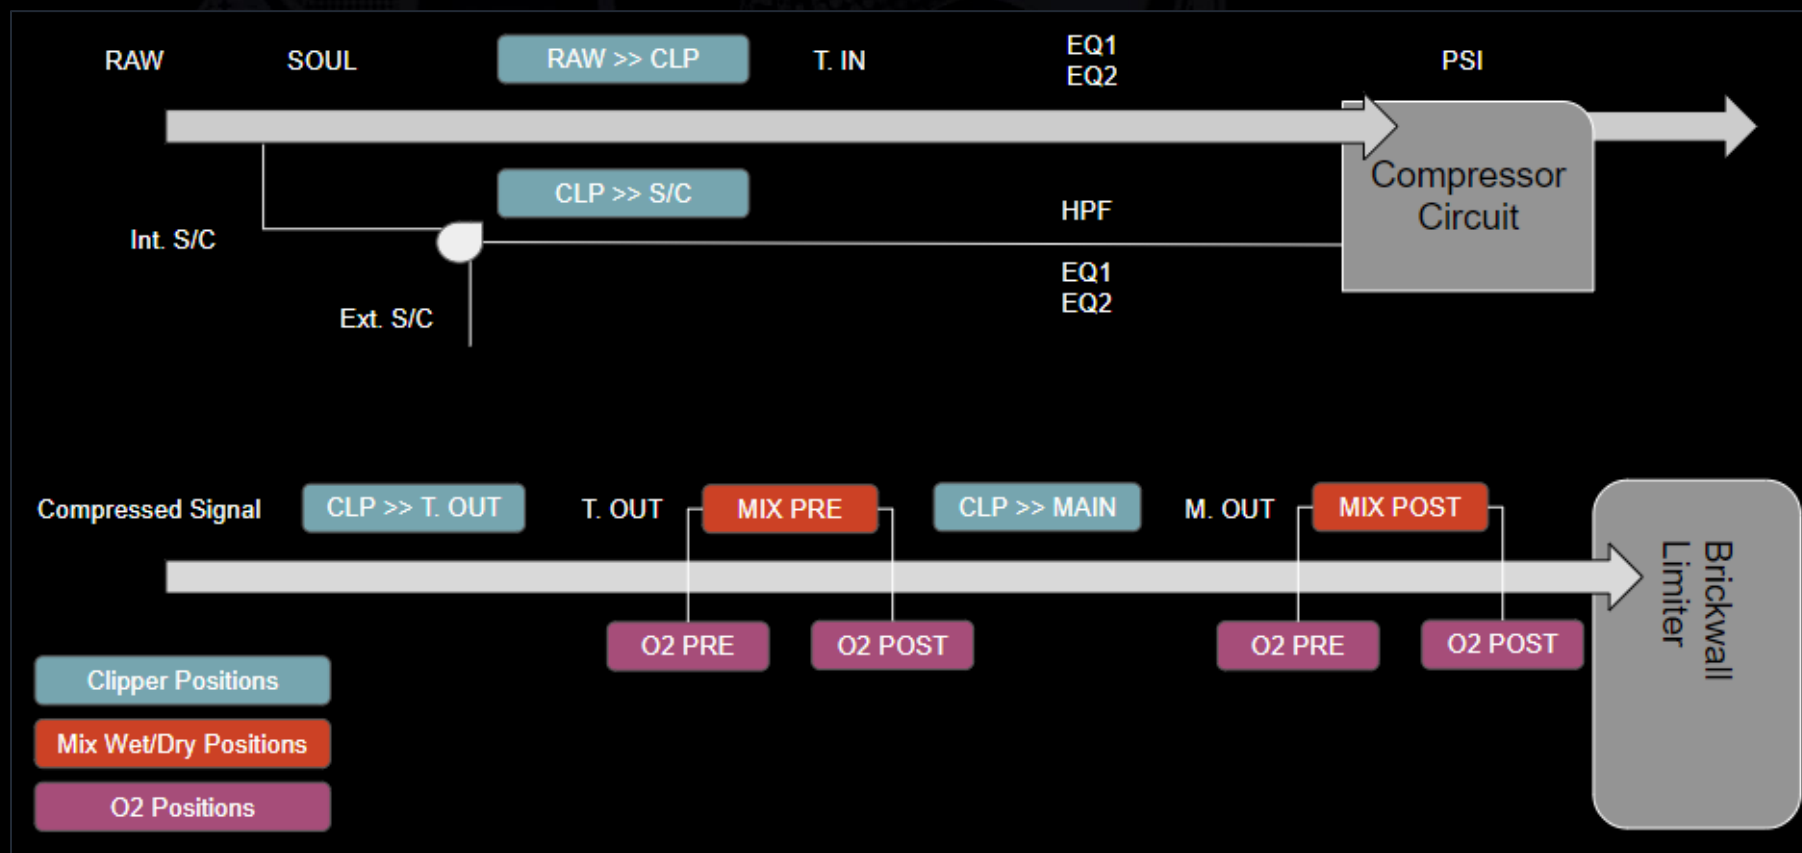 RAW
SOUL
RAW >> CLP
T. IN
EQ1
EQ2
PSI
CLP >> S/C
HPF
Compressor
Circuit
Int. S/C
EQ1
EQ2
Ext. S/C
Compressed Signal
CLP >> T. OUT
T. OUT
MIX PRE
CLP >> MAIN
M. OUT
MIX POST
Brickwall
Limiter
O2 PRE
O2 POST
O2 PRE
O2 POST
Clipper Positions
Mix Wet/Dry Positions
O2 Positions